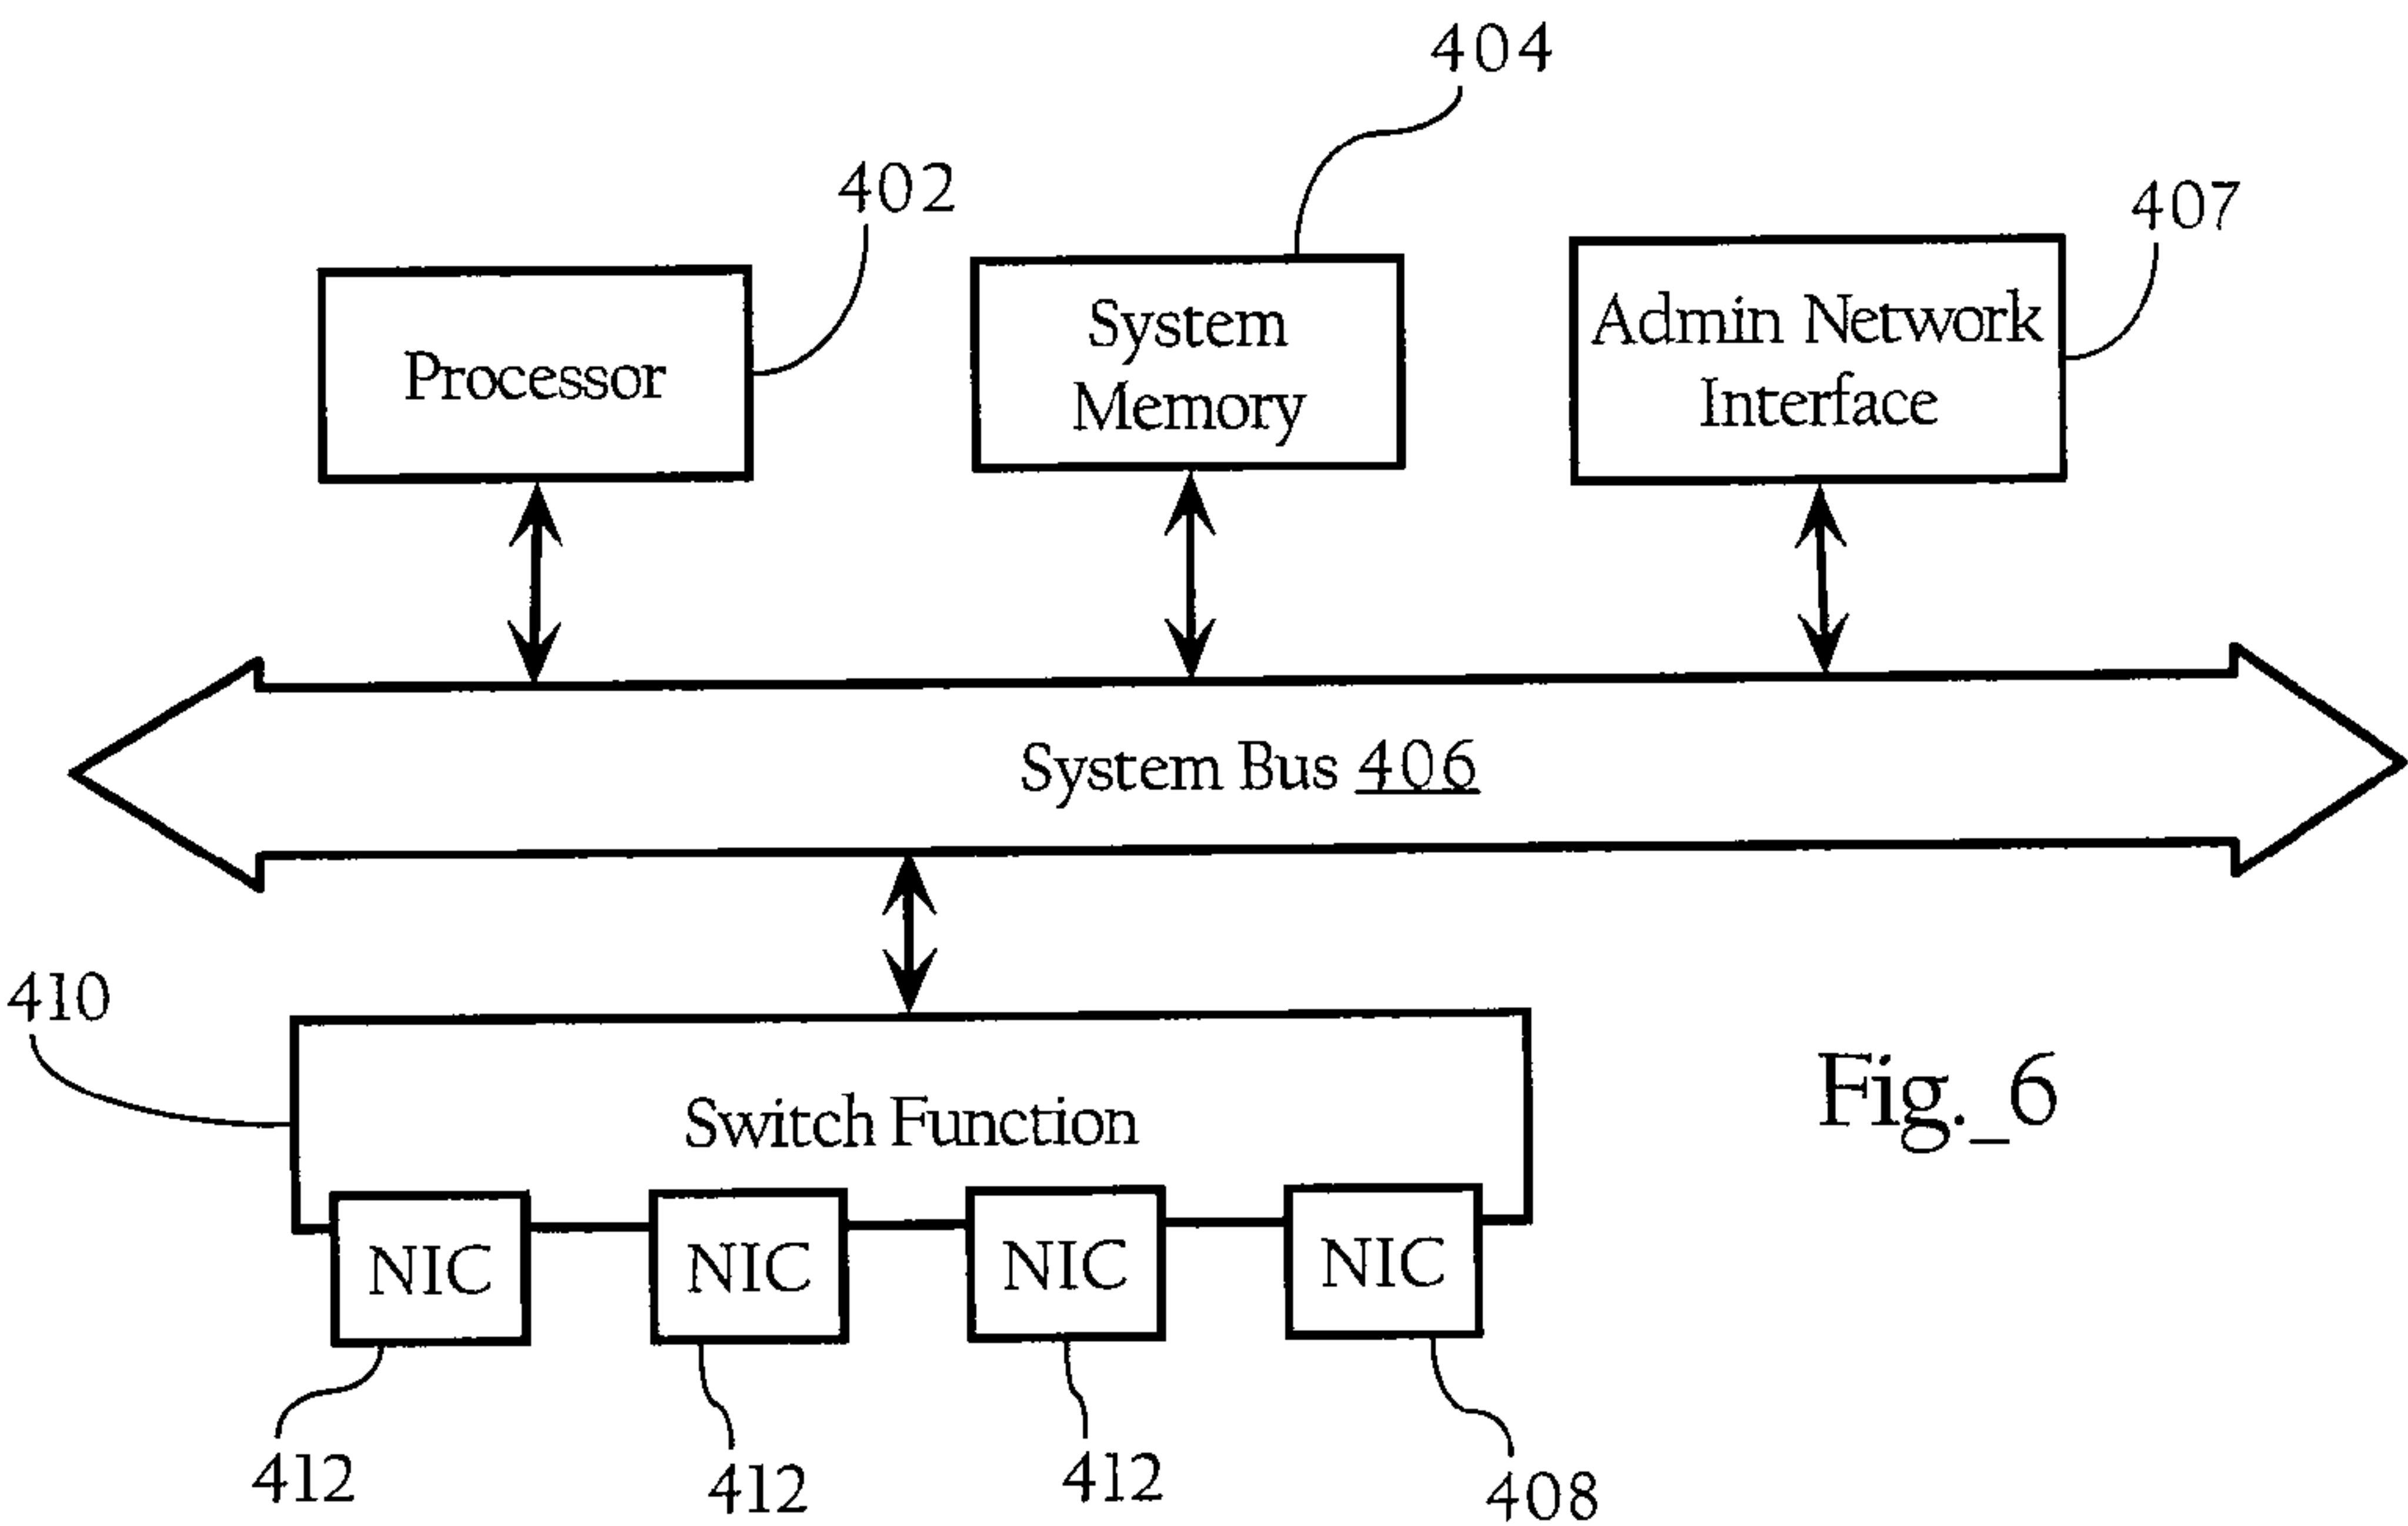 404
402
407
Processor
System
Memory
Admin Network
Interface
System Bus 406
410
Switch Function
Fig._6
NIC
NIC
NIC
NIC
412
412
412
408